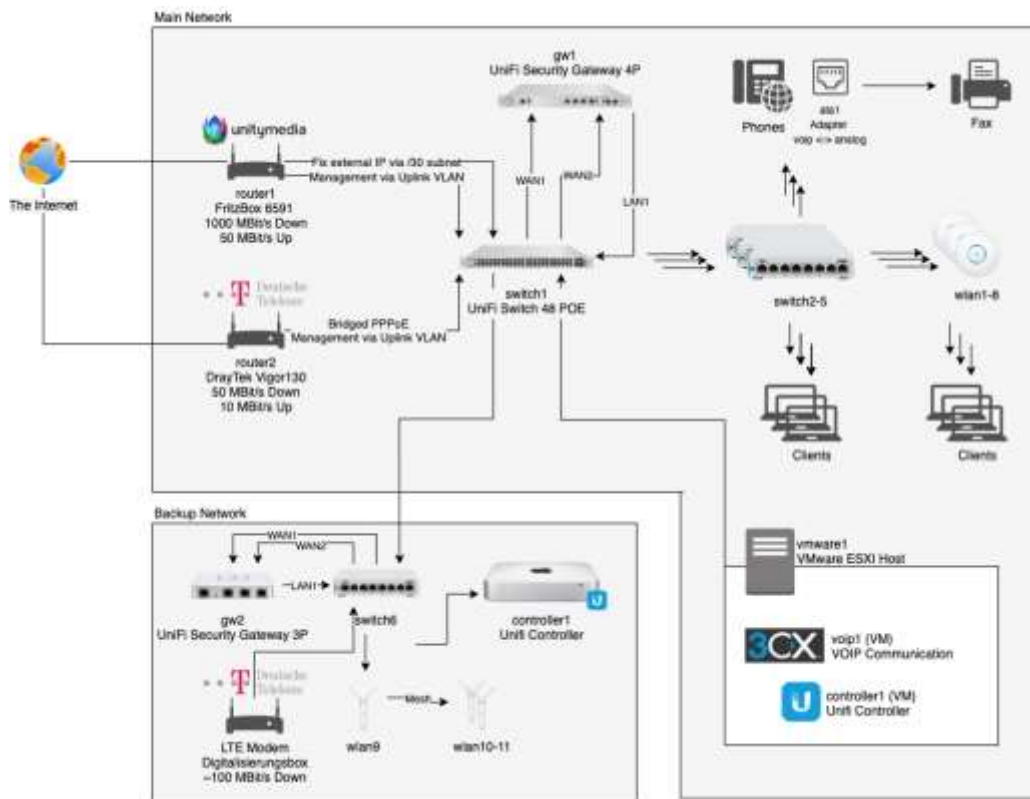 Main Network
gw1
UniFi Security Gateway 4P
Phones
ata1
Adapter
voip <-> analog
Fax
unitymedia
The Internet
Fix external IP via /30 subnet
Management via Uplink VLAN
router1
FritzBox 6591
1000 MBit/s Down
50 MBit/s Up
WAN1
WAN2
LAN1
switch1
UniFi Switch 48 POE
switch2-5
wlan1-8
Deutsche
Telekom
Bridged PPPoE
Management via Uplink VLAN
router2
DrayTek Vigor130
50 MBit/s Down
10 MBit/s Up
Clients
Clients
Backup Network
WAN1
WAN2
LAN1
gw2
UniFi Security Gateway 3P
switch6
controller1
Unifi Controller
Deutsche
Telekom
LTE Modem
Digitalisierungsbox
~100 MBit/s Down
wlan9
Mesh
wlan10-11
vmware1
VMware ESXI Host
3CX
voip1 (VM)
VOIP Communication
controller1 (VM)
Unifi Controller